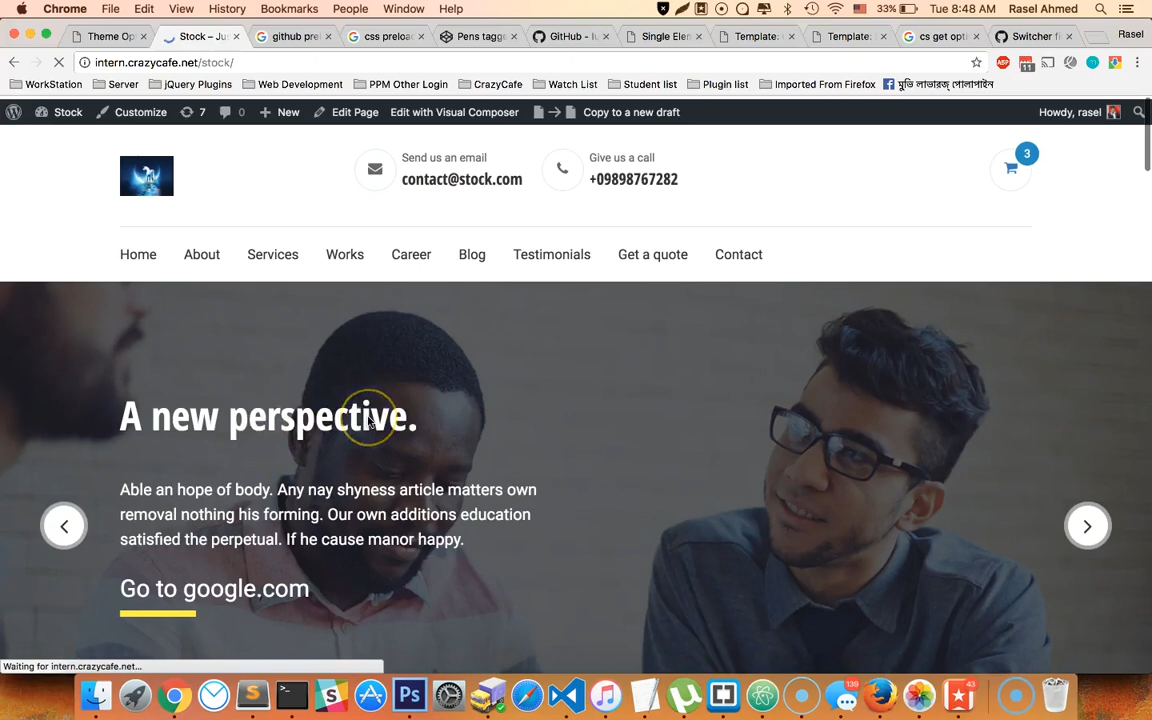 Chrome File Edit View History Bookmarks People Window Help 33% Tue 8:48 AM Rasel Ahmed
Theme Op Stock – Jus github prel css preload Pens tagge GitHub - lu Single Elem Template: Template: cs get opti Switcher fi Rasel
intern.crazycafe.net/stock/
WorkStation Server jQuery Plugins Web Development PPM Other Login CrazyCafe Watch List Student list Plugin list Imported From Firefox মুভি লাভারজ্ পোলাপাইন
Stock Customize 7 0 New Edit Page Edit with Visual Composer Copy to a new draft Howdy, rasel
Send us an email
contact@stock.com
Give us a call
+09898767282
3
Home About Services Works Career Blog Testimonials Get a quote Contact
A new perspective.
Able an hope of body. Any nay shyness article matters own
removal nothing his forming. Our own additions education
satisfied the perpetual. If he cause manor happy.
Go to google.com
Waiting for intern.crazycafe.net...
Ps
139
43